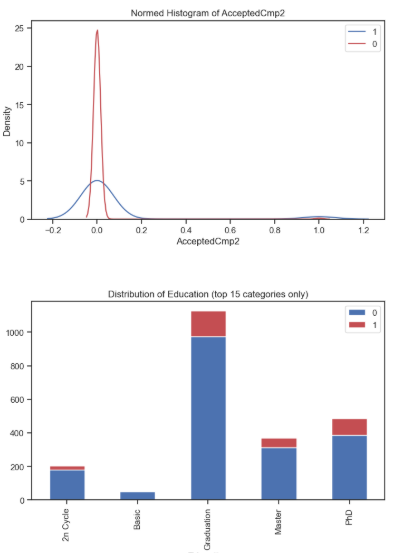 Normed Histogram of AcceptedCmp2
1
0
25
20
15
10
5
0
Density
−0.2 0.0 0.2 0.4 0.6 0.8 1.0 1.2
AcceptedCmp2
Distribution of Education (top 15 categories only)
0
1
1000
800
600
400
200
0
2n Cycle
Basic
Graduation
Master
PhD